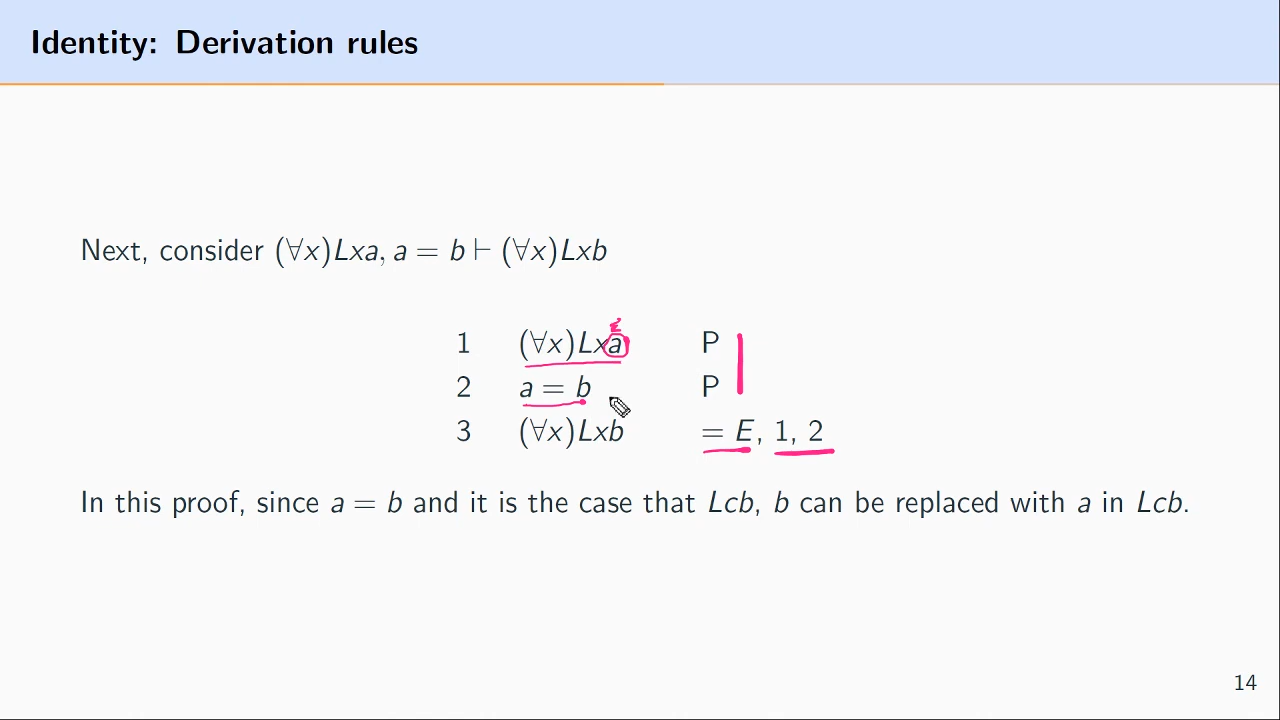 Identity: Derivation rules
Next, consider (∀x)Lxa, a = b ⊢ (∀x)Lxb
1 (∀x)Lxa P
2 a = b P
3 (∀x)Lxb = E, 1, 2
In this proof, since a = b and it is the case that Lcb, b can be replaced with a in Lcb.
14